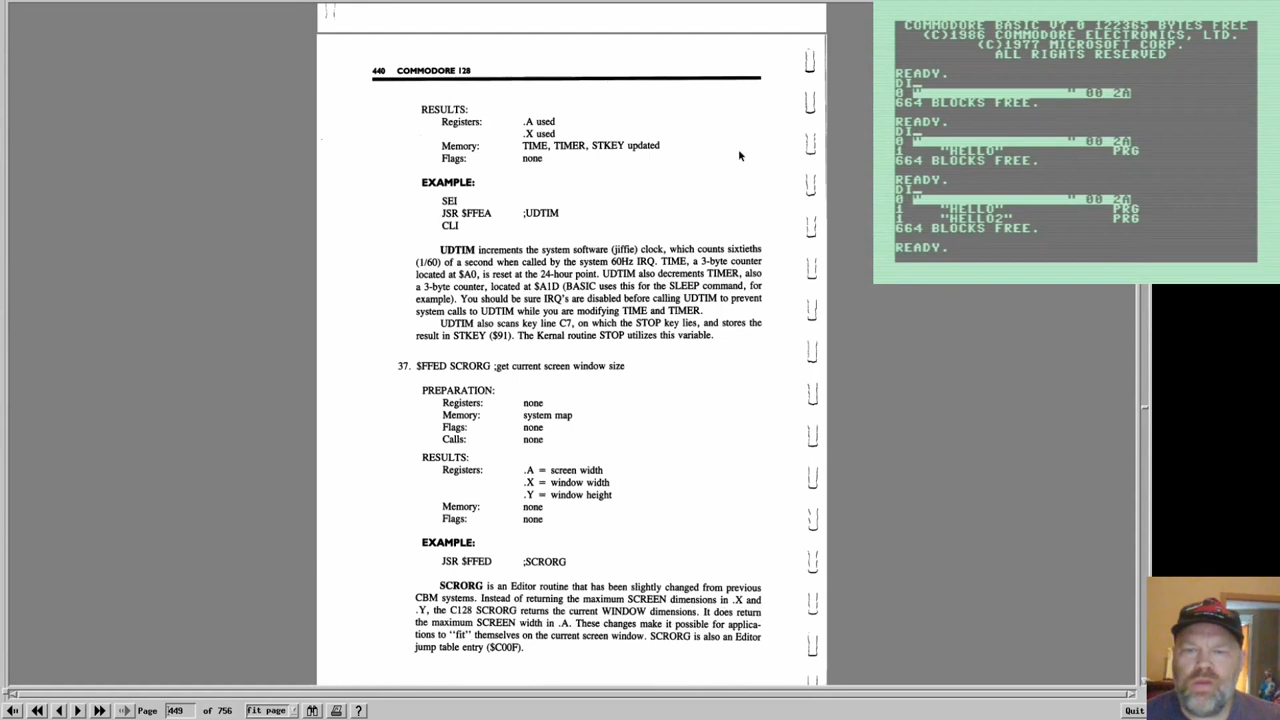 440 COMMODORE 128
RESULTS:
Registers: .A used
.X used
Memory: TIME, TIMER, STKEY updated
Flags: none
EXAMPLE:
SEI
JSR $FFEA ;UDTIM
CLI
UDTIM increments the system software (jiffie) clock, which counts sixtieths
(1/60) of a second when called by the system 60Hz IRQ. TIME, a 3-byte counter
located at $A0, is reset at the 24-hour point. UDTIM also decrements TIMER, also
a 3-byte counter, located at $A1D (BASIC uses this for the SLEEP command, for
example). You should be sure IRQ's are disabled before calling UDTIM to prevent
system calls to UDTIM while you are modifying TIME and TIMER.
UDTIM also scans key line C7, on which the STOP key lies, and stores the
result in STKEY ($91). The Kernal routine STOP utilizes this variable.
37. $FFED SCRORG ;get current screen window size
PREPARATION:
Registers: none
Memory: system map
Flags: none
Calls: none
RESULTS:
Registers: .A = screen width
.X = window width
.Y = window height
Memory: none
Flags: none
EXAMPLE:
JSR $FFED ;SCRORG
SCRORG is an Editor routine that has been slightly changed from previous
CBM systems. Instead of returning the maximum SCREEN dimensions in .X and
.Y, the C128 SCRORG returns the current WINDOW dimensions. It does return
the maximum SCREEN width in .A. These changes make it possible for applica-
tions to "fit" themselves on the current screen window. SCRORG is also an Editor
jump table entry ($C00F).
COMMODORE BASIC V7.0 122365 BYTES FREE
(C)1986 COMMODORE ELECTRONICS, LTD.
(C)1977 MICROSOFT CORP.
ALL RIGHTS RESERVED
READY.
DI
0 " " 00 2A
664 BLOCKS FREE.
READY.
DI
0 " " 00 2A
1 "HELLO" PRG
664 BLOCKS FREE.
READY.
DI
0 " " 00 2A
1 "HELLO" PRG
1 "HELLO2" PRG
664 BLOCKS FREE.
READY.
Page 449 of 756 fit page ? Quit